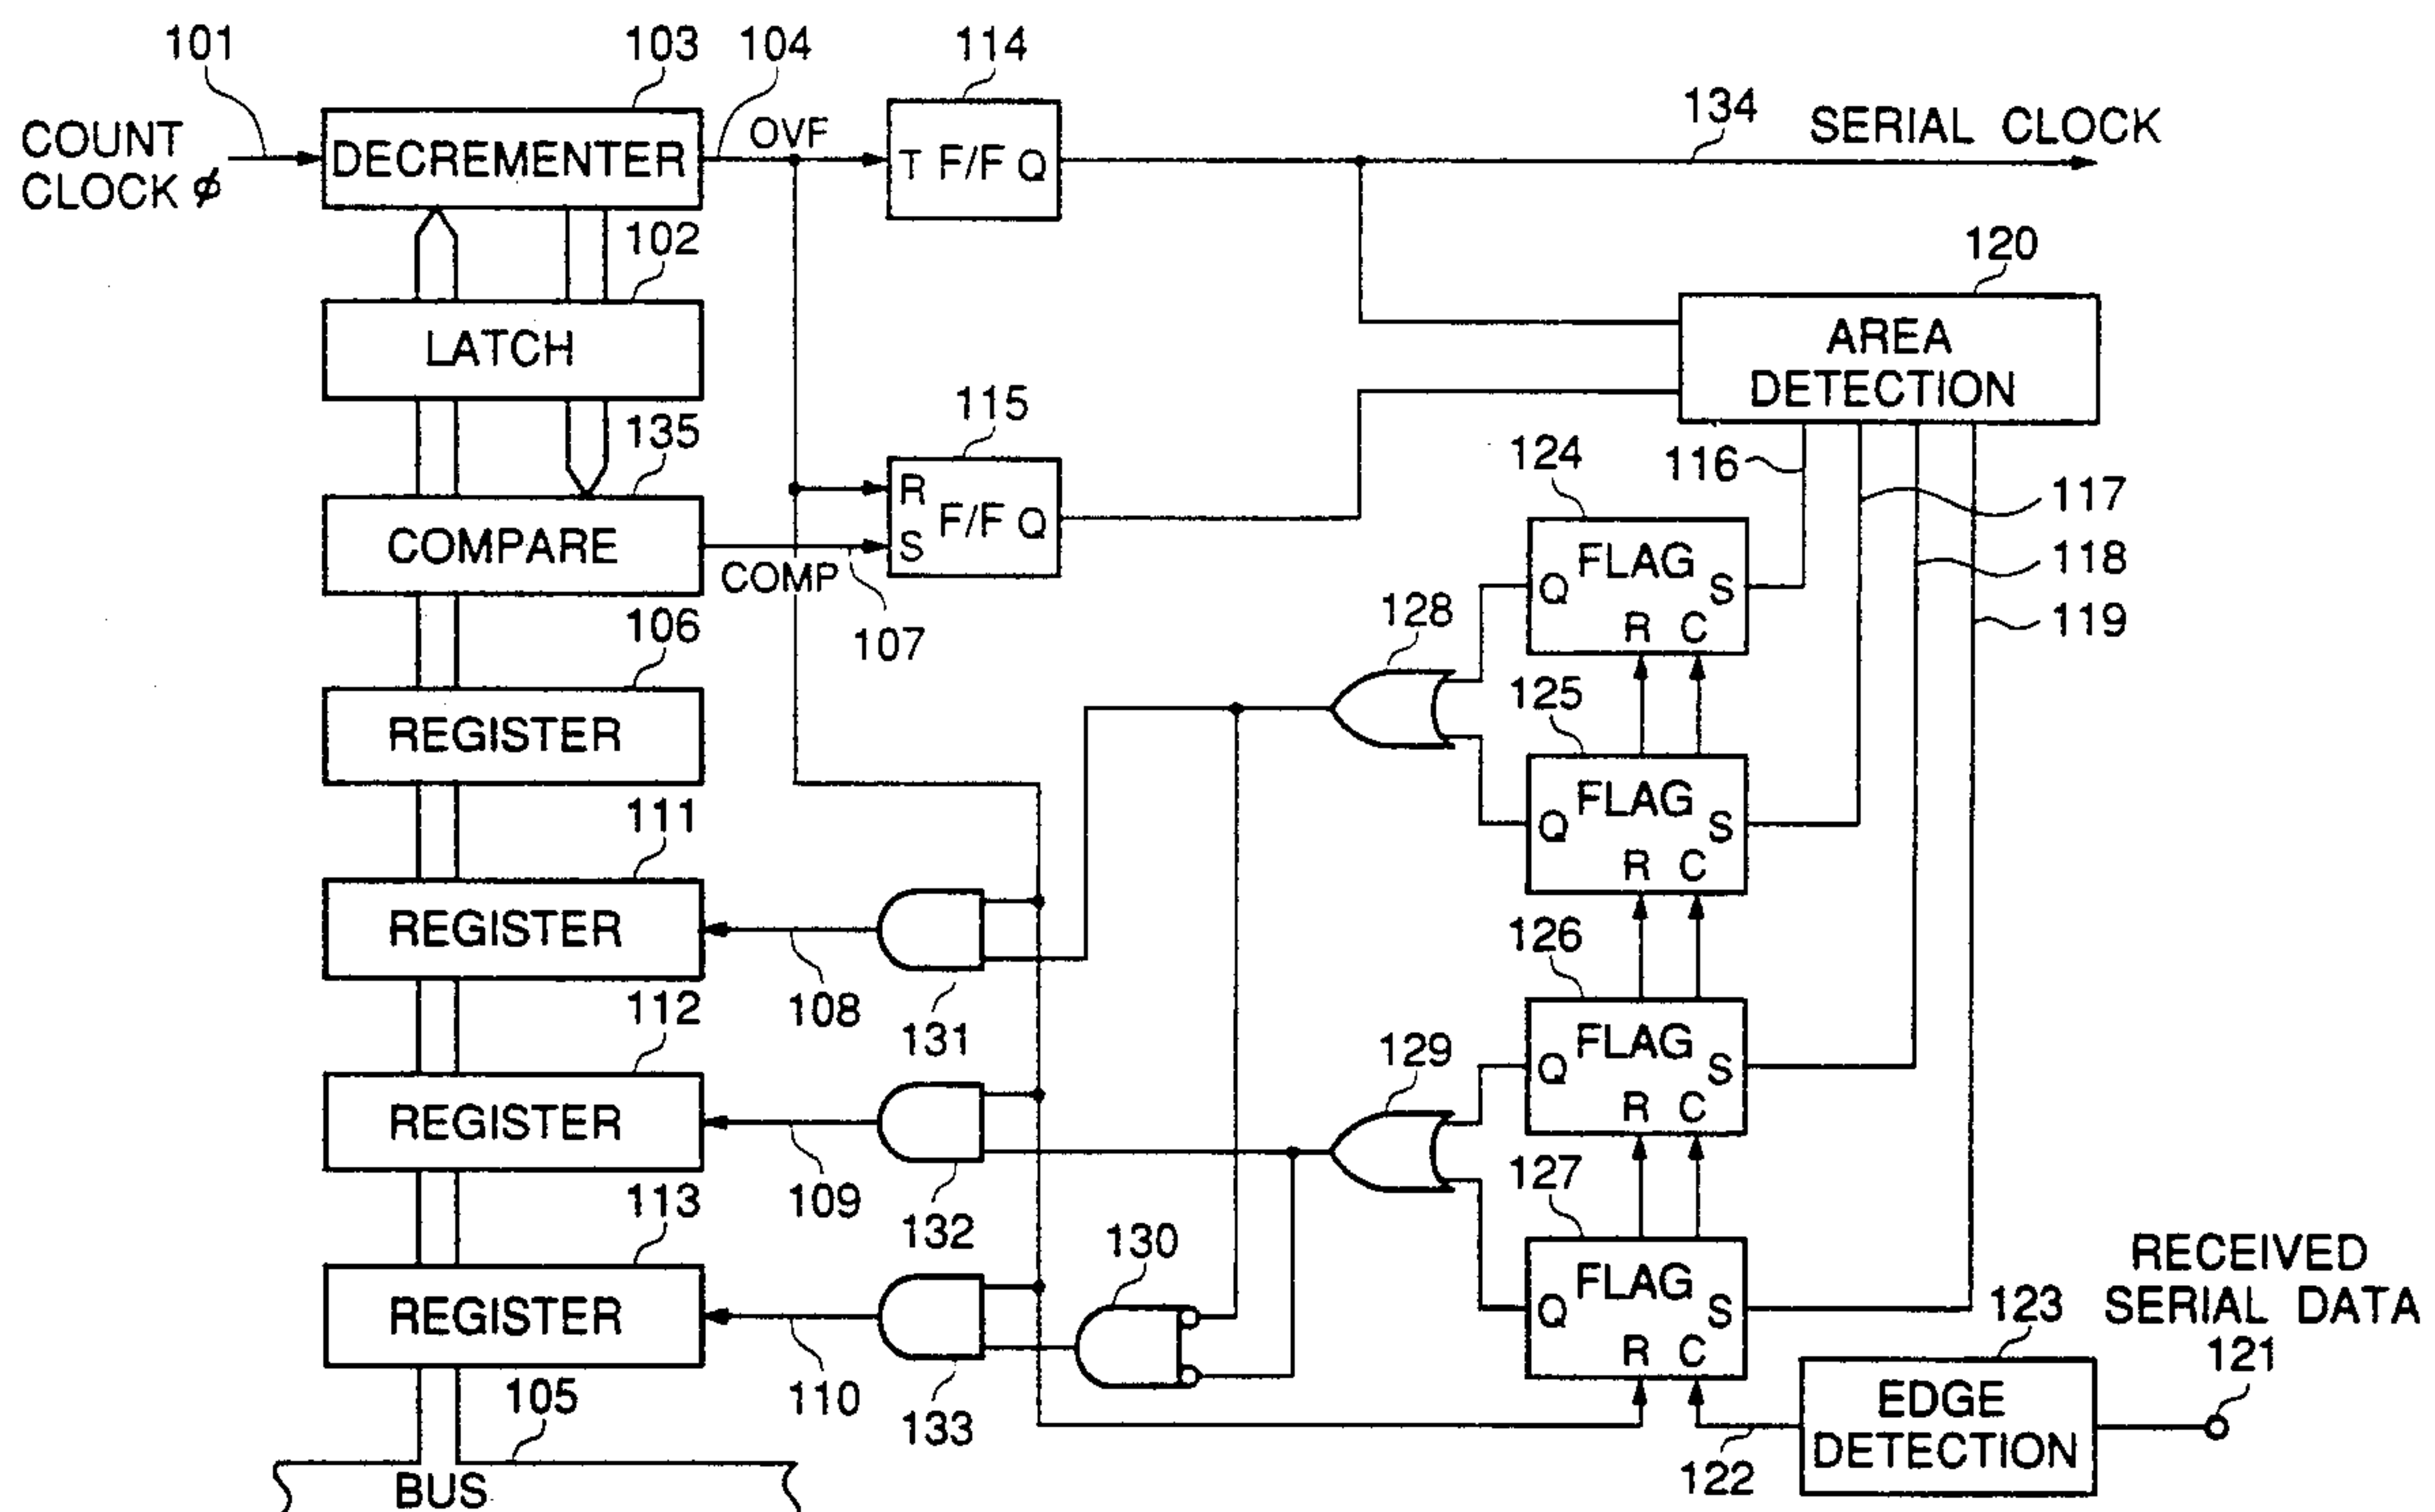 101
103
104
114
COUNT
CLOCK ϕ
DECREMENTER
OVF
T F/F Q
134
SERIAL CLOCK
102
LATCH
120
AREA
DETECTION
135
COMPARE
COMP
107
115
R
S
F/F Q
116
117
118
119
124
FLAG
Q
S
R C
106
REGISTER
128
125
FLAG
Q
S
R C
111
REGISTER
108
131
126
FLAG
Q
S
R C
112
REGISTER
109
132
129
127
FLAG
Q
S
R C
113
REGISTER
110
133
130
RECEIVED
SERIAL DATA
121
123
EDGE
DETECTION
122
105
BUS